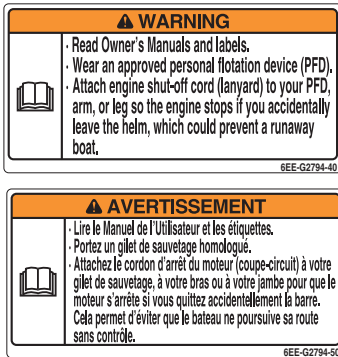 WARNING
· Read Owner's Manuals and labels.
· Wear an approved personal flotation device (PFD).
· Attach engine shut-off cord (lanyard) to your PFD,
arm, or leg so the engine stops if you accidentally
leave the helm, which could prevent a runaway
boat.
6EE-G2794-40
AVERTISSEMENT
· Lire le Manuel de l'Utilisateur et les étiquettes.
· Portez un gilet de sauvetage homologué.
· Attachez le cordon d'arrêt du moteur (coupe-circuit) à votre
gilet de sauvetage, à votre bras ou à votre jambe pour que le
moteur s'arrête si vous quittez accidentellement la barre.
Cela permet d'éviter que le bateau ne poursuive sa route
sans contrôle.
6EE-G2794-50